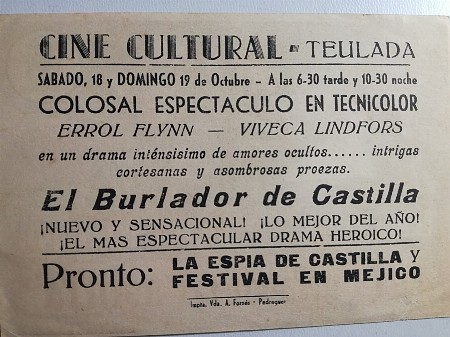 CINE CULTURAL - TEULADA
SABADO, 18 y DOMINGO 19 de Octubre - A las 6-30 tarde y 10-30 noche
COLOSAL ESPECTACULO EN TECNICOLOR
ERROL FLYNN — VIVECA LINDFORS
en un drama inténsisimo de amores ocultos...... intrigas
cortesanas y asombrosas proezas.
El Burlador de Castilla
¡NUEVO Y SENSACIONAL! ¡LO MEJOR DEL AÑO!
¡EL MAS ESPECTACULAR DRAMA HEROICO!
Pronto: LA ESPIA DE CASTILLA y
FESTIVAL EN MEJICO
Impta. Vda. A. Fornés - Pedreguer